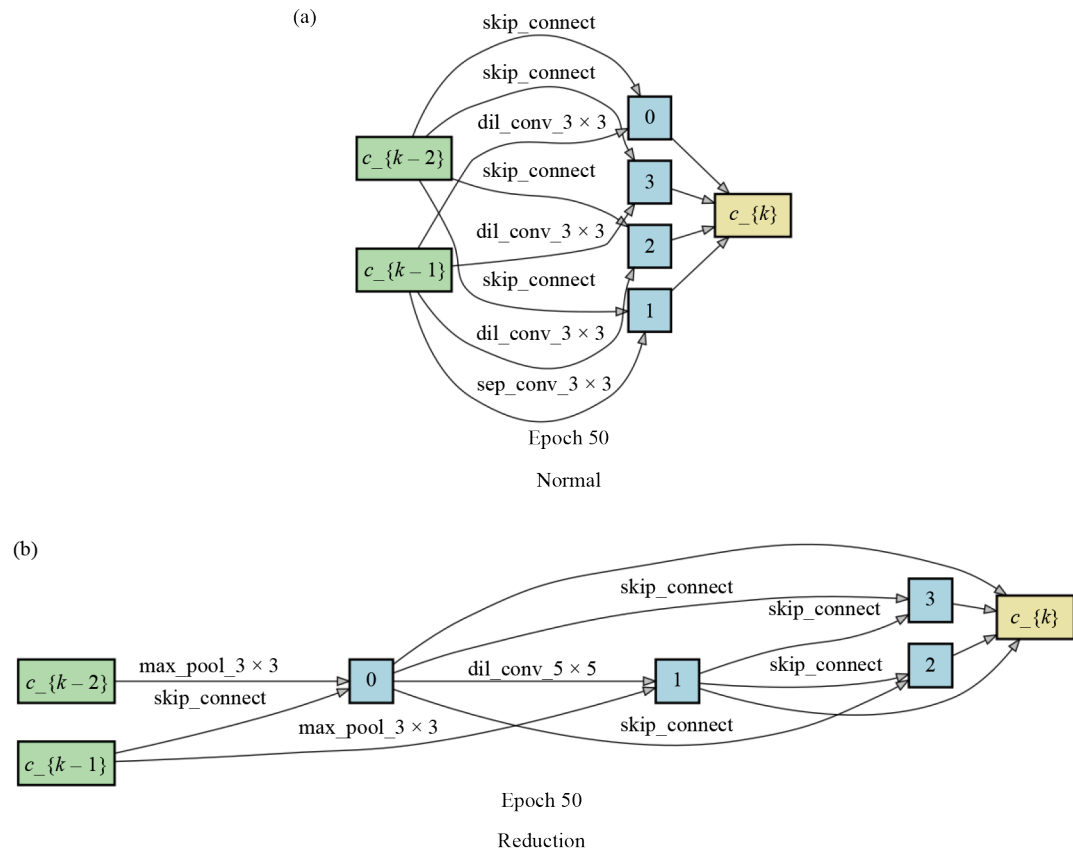 (a)
skip_connect
skip_connect
0
dil_conv_3 × 3
c_{k – 2}
skip_connect
3
c_{k}
dil_conv_3 × 3
2
c_{k – 1}
skip_connect
1
dil_conv_3 × 3
sep_conv_3 × 3
Epoch 50
Normal
(b)
skip_connect
3
skip_connect
c_{k}
max_pool_3 × 3
dil_conv_5 × 5
skip_connect
2
c_{k – 2}
0
1
skip_connect
max_pool_3 × 3
skip_connect
c_{k – 1}
Epoch 50
Reduction